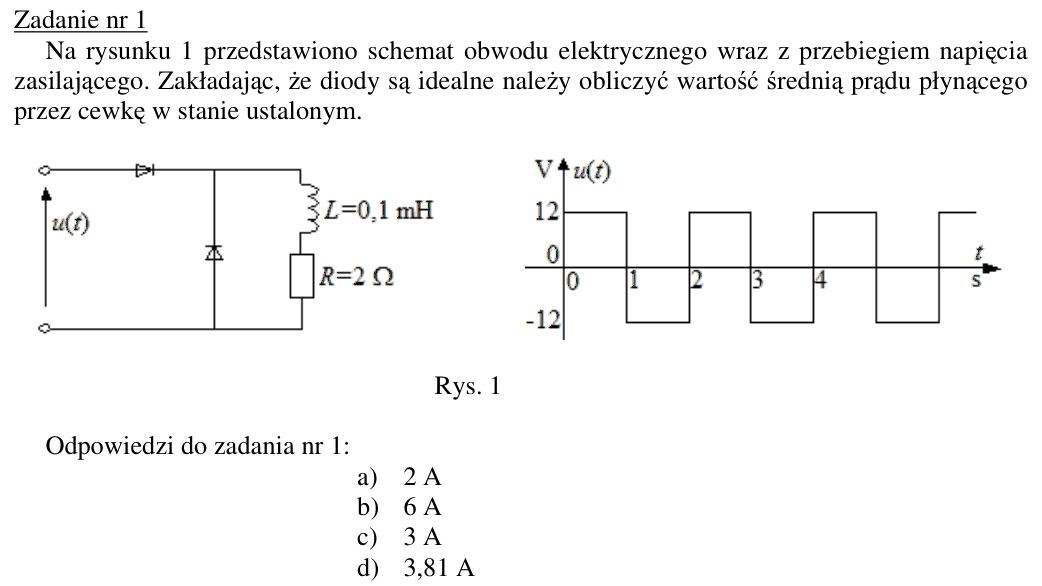 Zadanie nr 1
Na rysunku 1 przedstawiono schemat obwodu elektrycznego wraz z przebiegiem napięcia
zasilającego. Zakładając, że diody są idealne należy obliczyć wartość średnią prądu płynącego
przez cewkę w stanie ustalonym.
u(t)
L=0,1 mH
R=2 Ω
V u(t)
12
0
0 1 2 3 4
t
s
-12
Rys. 1
Odpowiedzi do zadania nr 1:
a) 2 A
b) 6 A
c) 3 A
d) 3,81 A